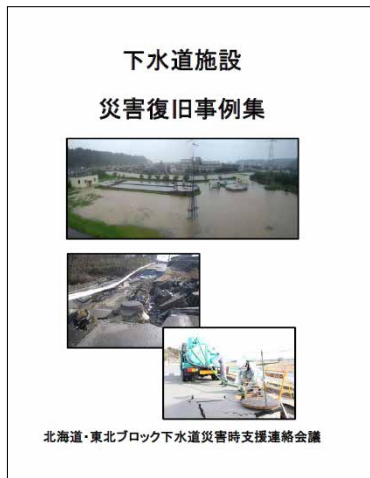 下水道施設
災害復旧事例集
北海道・東北ブロック下水道災害時支援連絡会議